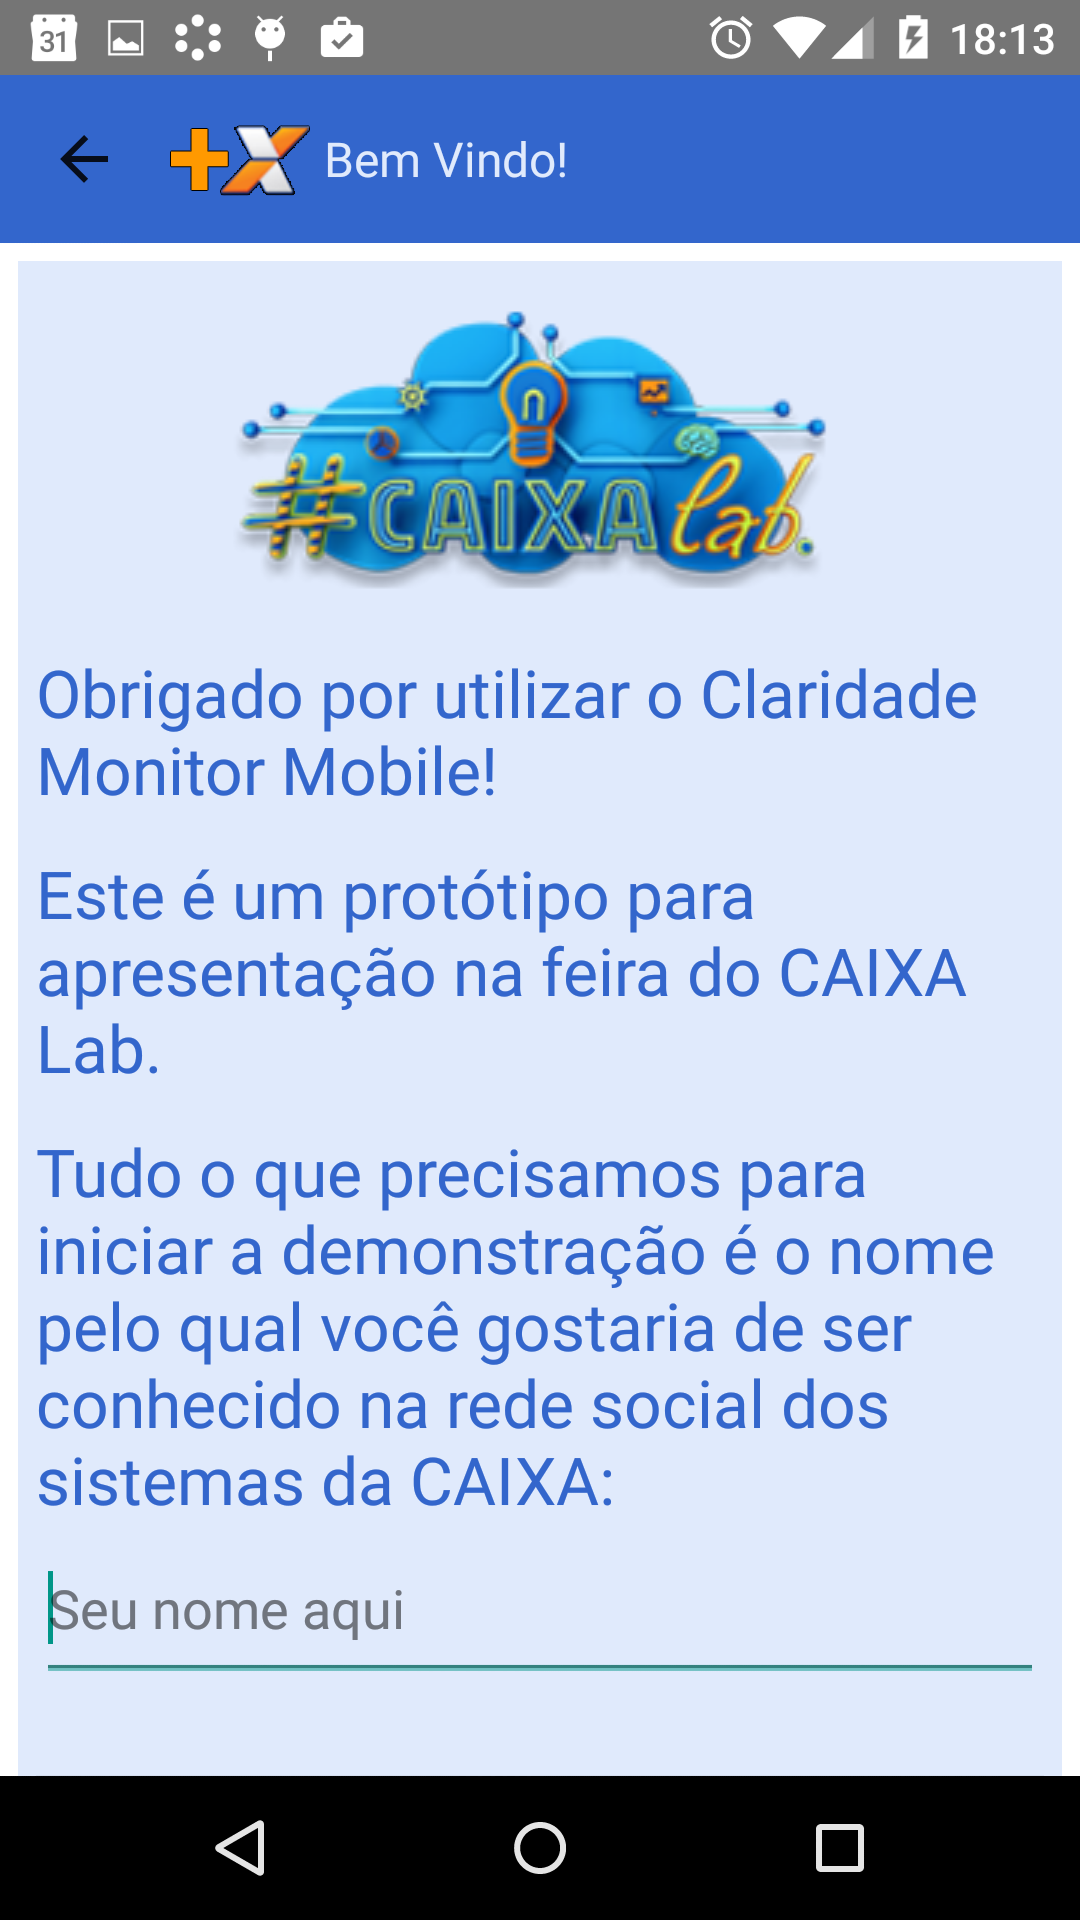 31
18:13
+X Bem Vindo!
#CAIXA lab.
Obrigado por utilizar o Claridade
Monitor Mobile!
Este é um protótipo para
apresentação na feira do CAIXA
Lab.
Tudo o que precisamos para
iniciar a demonstração é o nome
pelo qual você gostaria de ser
conhecido na rede social dos
sistemas da CAIXA:
Seu nome aqui